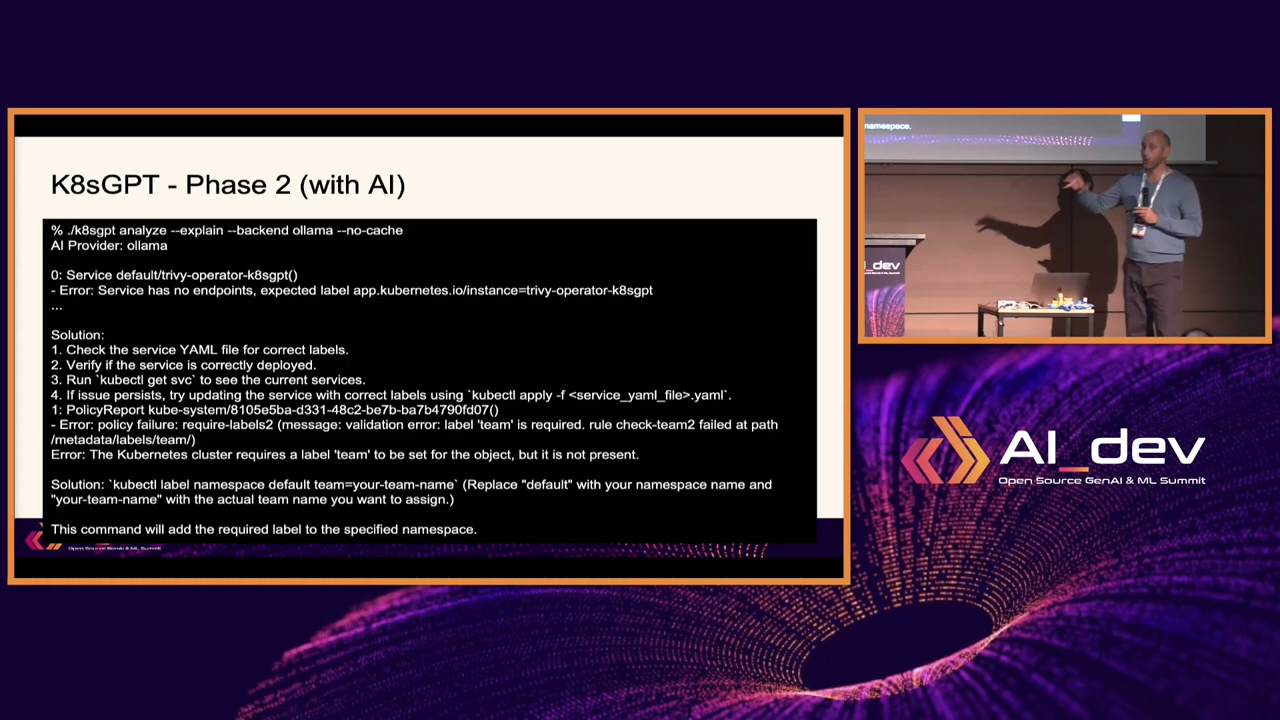 K8sGPT - Phase 2 (with AI)
% ./k8sgpt analyze --explain --backend ollama --no-cache
AI Provider: ollama
0: Service default/trivy-operator-k8sgpt()
- Error: Service has no endpoints, expected label app.kubernetes.io/instance=trivy-operator-k8sgpt
...
Solution:
1. Check the service YAML file for correct labels.
2. Verify if the service is correctly deployed.
3. Run `kubectl get svc` to see the current services.
4. If issue persists, try updating the service with correct labels using `kubectl apply -f <service_yaml_file>.yaml`.
1: PolicyReport kube-system/8105e5ba-d331-48c2-be7b-ba7b4790fd07()
- Error: policy failure: require-labels2 (message: validation error: label 'team' is required. rule check-team2 failed at path
/metadata/labels/team/)
Error: The Kubernetes cluster requires a label 'team' to be set for the object, but it is not present.
Solution: `kubectl label namespace default team=your-team-name` (Replace "default" with your namespace name and
"your-team-name" with the actual team name you want to assign.)
This command will add the required label to the specified namespace.
Open Source GenAI & ML Summit
namespace.
_dev
AI_dev
Open Source GenAI & ML Summit